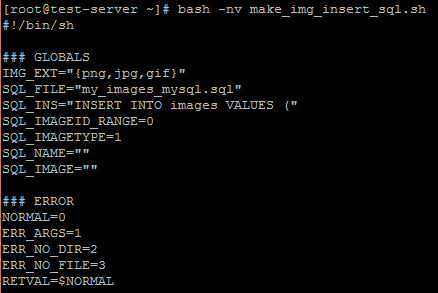 [root@test-server ~]# bash -nv make_img_insert_sql.sh
#!/bin/sh
### GLOBALS
IMG_EXT="{png,jpg,gif}"
SQL_FILE="my_images_mysql.sql"
SQL_INS="INSERT INTO images VALUES ("
SQL_IMAGEID_RANGE=0
SQL_IMAGETYPE=1
SQL_NAME=""
SQL_IMAGE=""
### ERROR
NORMAL=0
ERR_ARGS=1
ERR_NO_DIR=2
ERR_NO_FILE=3
RETVAL=$NORMAL